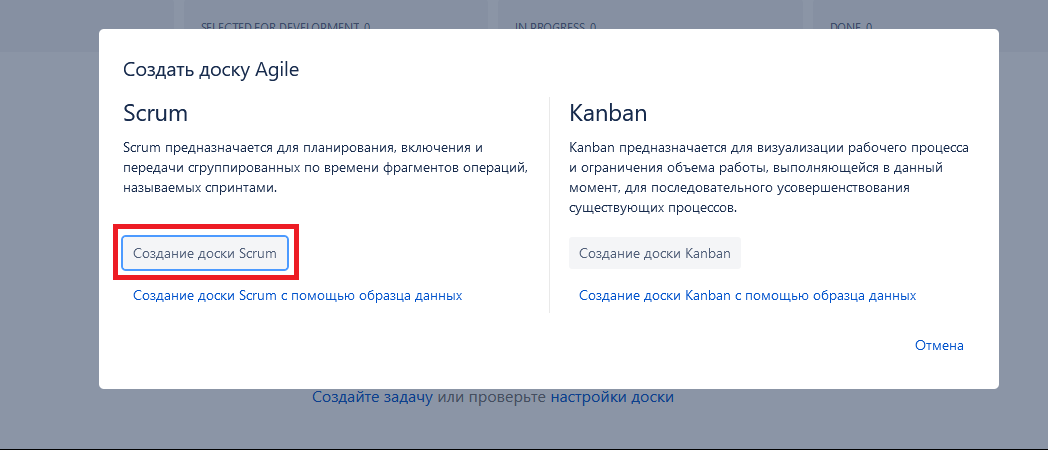 SELECTED FOR DEVELOPMENT 0
IN PROGRESS 0
DONE 0
Создать доску Agile
Scrum
Scrum предназначается для планирования, включения и
передачи сгруппированных по времени фрагментов операций,
называемых спринтами.
Создание доски Scrum
Создание доски Scrum с помощью образца данных
Kanban
Kanban предназначается для визуализации рабочего процесса
и ограничения объема работы, выполняющейся в данный
момент, для последовательного усовершенствования
существующих процессов.
Создание доски Kanban
Создание доски Kanban с помощью образца данных
Отмена
Создайте задачу или проверьте настройки доски